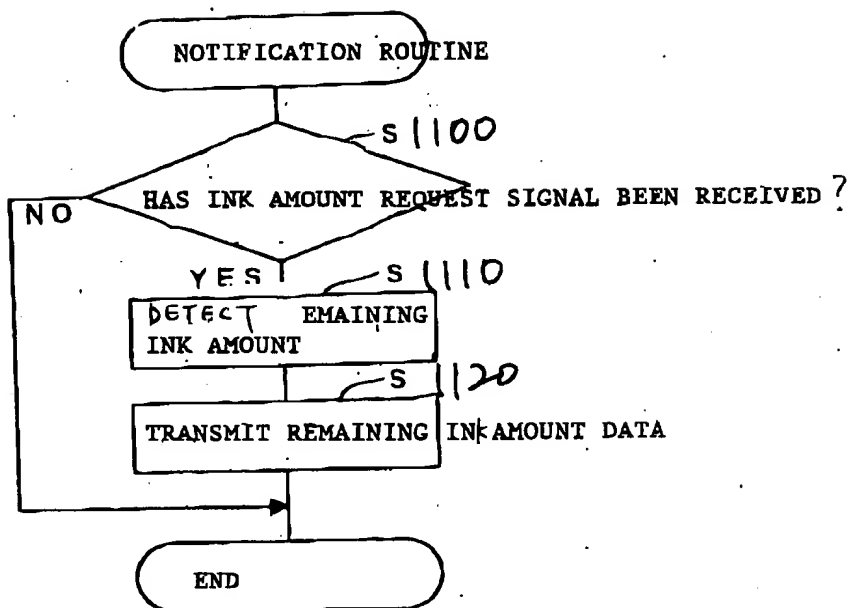 NOTIFICATION ROUTINE
S1100
HAS INK AMOUNT REQUEST SIGNAL BEEN RECEIVED?
NO
YES
S1110
DETECT EMAINING
INK AMOUNT
S1120
TRANSMIT REMAINING INK AMOUNT DATA
END